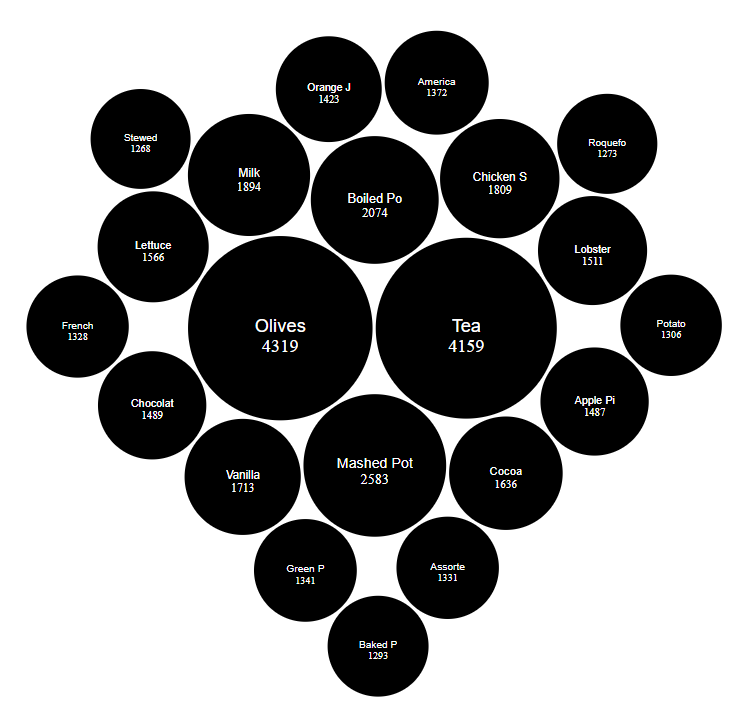 Orange J
1423
America
1372
Stewed
1268
Roquefo
1273
Milk
1894
Chicken S
1809
Boiled Po
2074
Lettuce
1566
Lobster
1511
French
1328
Olives
4319
Tea
4159
Potato
1306
Chocolat
1489
Apple Pi
1487
Mashed Pot
2583
Vanilla
1713
Cocoa
1636
Green P
1341
Assorte
1331
Baked P
1293